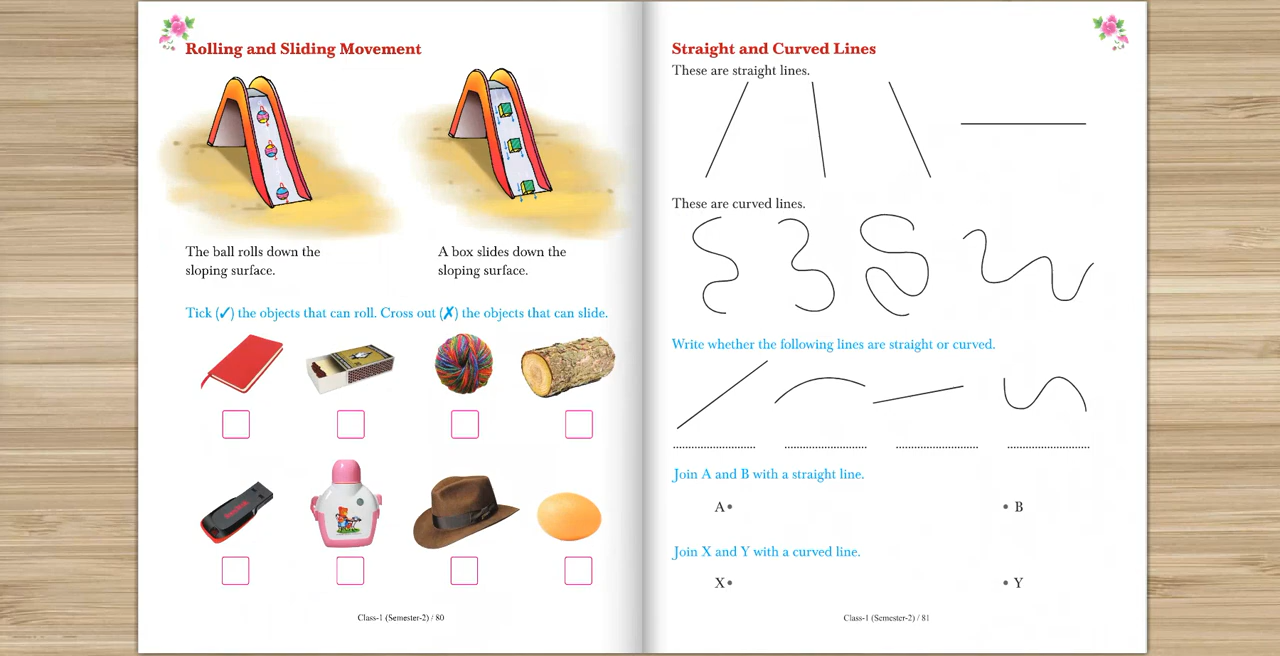 Rolling and Sliding Movement
The ball rolls down the
sloping surface.
A box slides down the
sloping surface.
Tick (✓) the objects that can roll. Cross out (✗) the objects that can slide.
Class-1 (Semester-2) / 80
Straight and Curved Lines
These are straight lines.
These are curved lines.
Write whether the following lines are straight or curved.
Join A and B with a straight line.
A • • B
Join X and Y with a curved line.
X • • Y
Class-1 (Semester-2) / 81